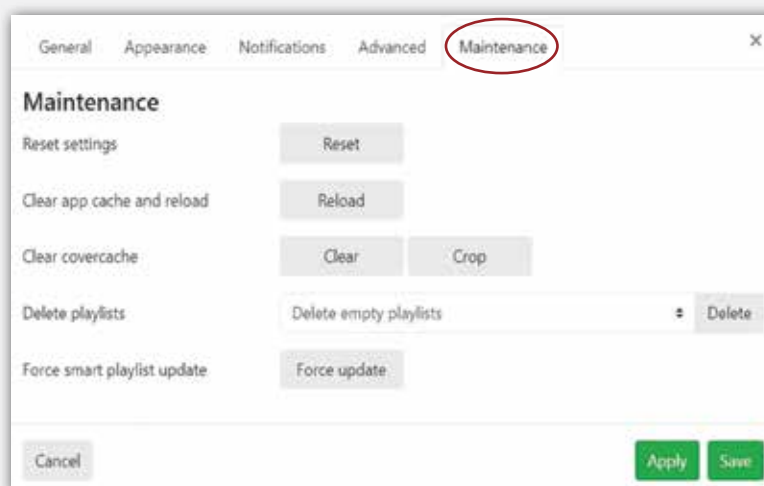 General Appearance Notifications Advanced Maintenance ×
Maintenance
Reset settings Reset
Clear app cache and reload Reload
Clear covercache Clear Crop
Delete playlists Delete empty playlists Delete
Force smart playlist update Force update
Cancel Apply Save